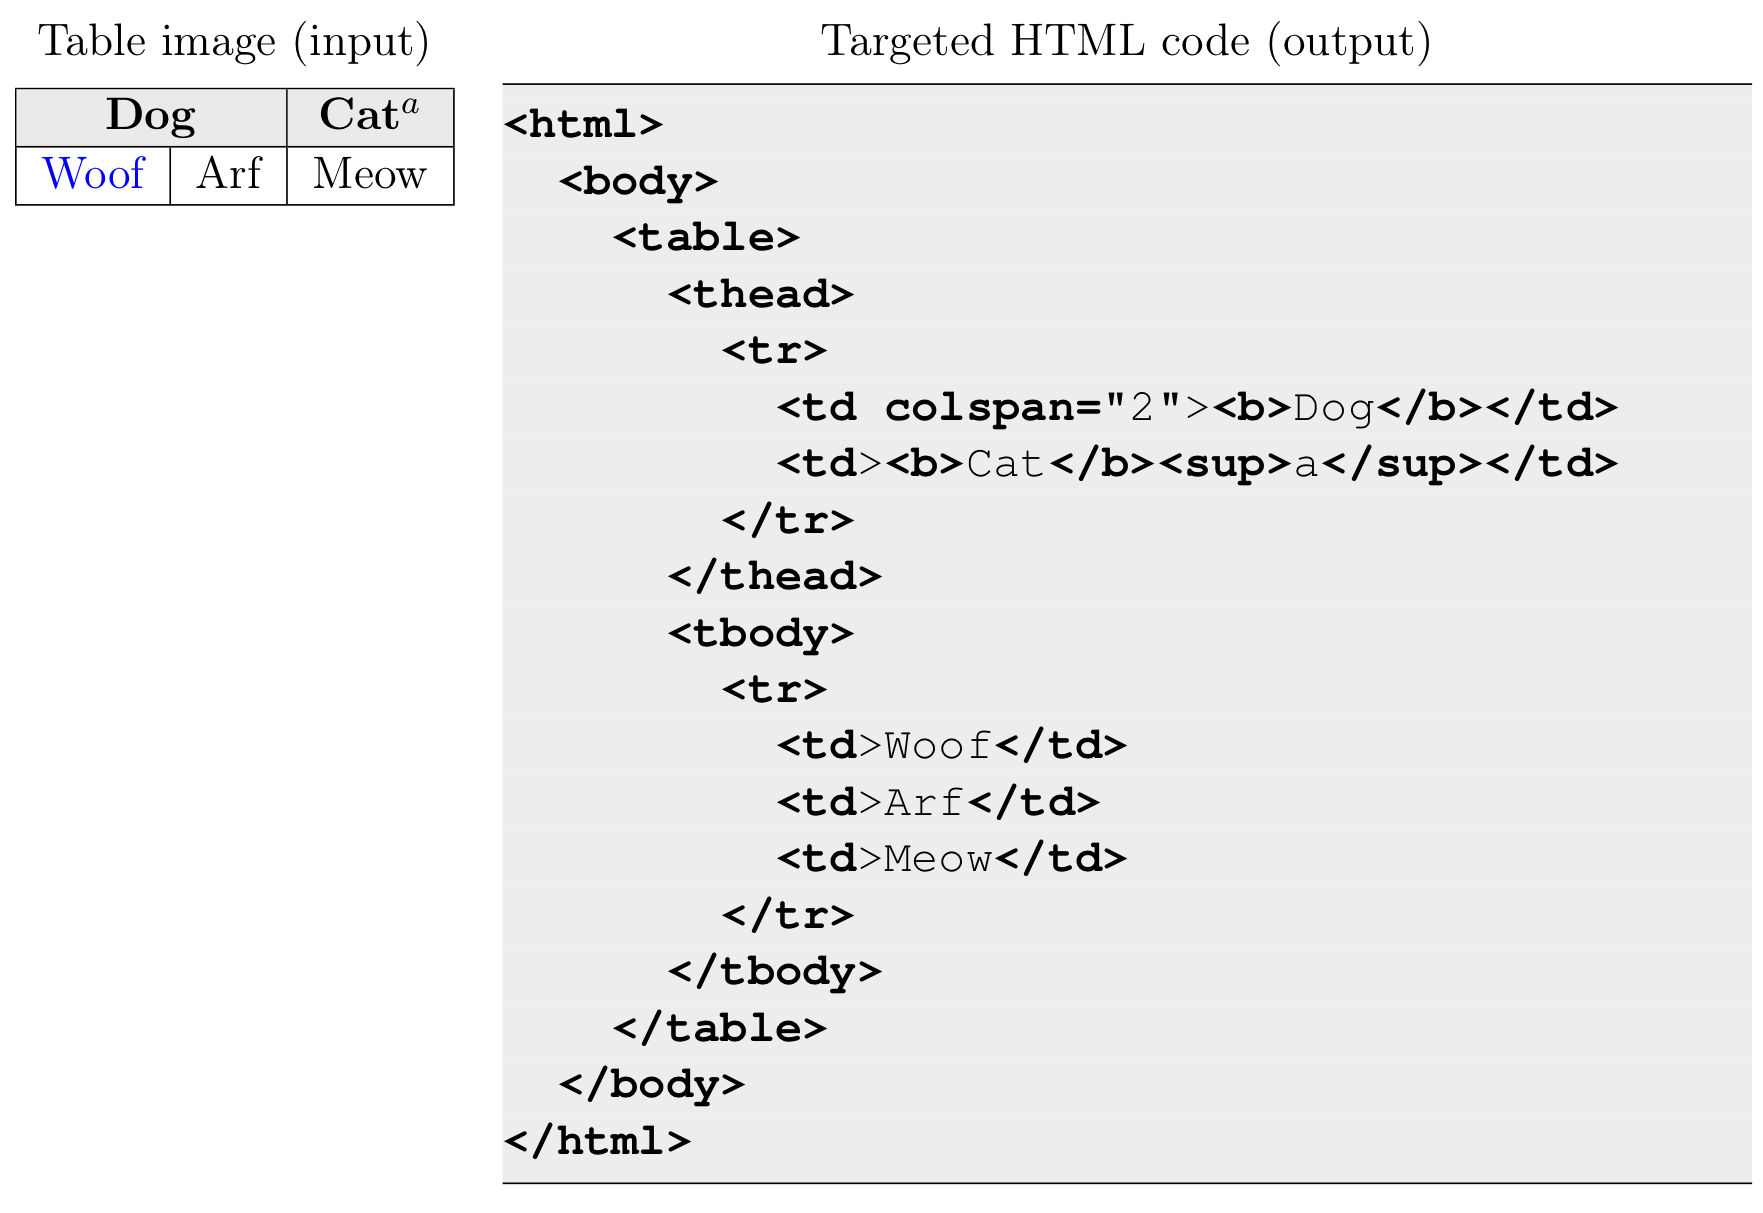 Table image (input)
Dog Cat^a
Woof Arf Meow
Targeted HTML code (output)
<html>
  <body>
    <table>
      <thead>
        <tr>
          <td colspan="2"><b>Dog</b></td>
          <td><b>Cat</b><sup>a</sup></td>
        </tr>
      </thead>
      <tbody>
        <tr>
          <td>Woof</td>
          <td>Arf</td>
          <td>Meow</td>
        </tr>
      </tbody>
    </table>
  </body>
</html>